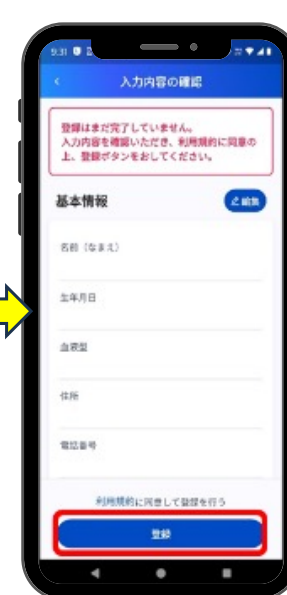 9:31
入力内容の確認
登録はまだ完了していません。
入力内容を確認いただき、利用規約に同意の
上、登録ボタンをおしてください。
基本情報
編集
名前（なまえ）
生年月日
血液型
住所
電話番号
利用規約に同意して登録を行う
登録